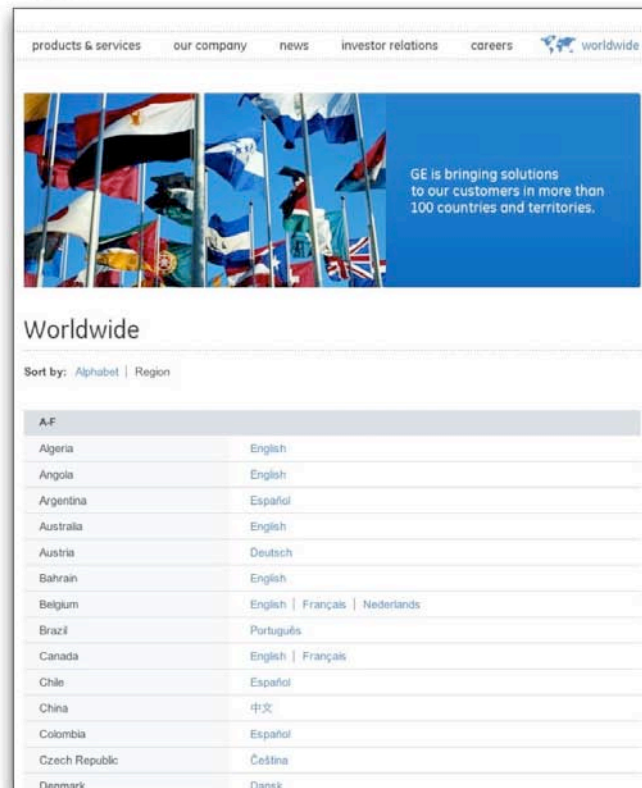 products & services our company news investor relations careers worldwide
GE is bringing solutions
to our customers in more than
100 countries and territories.
Worldwide
Sort by: Alphabet | Region
A-F
Algeria English
Angola English
Argentina Español
Australia English
Austria Deutsch
Bahrain English
Belgium English | Français | Nederlands
Brazil Português
Canada English | Français
Chile Español
China 中文
Colombia Español
Czech Republic Čeština
Denmark Dansk